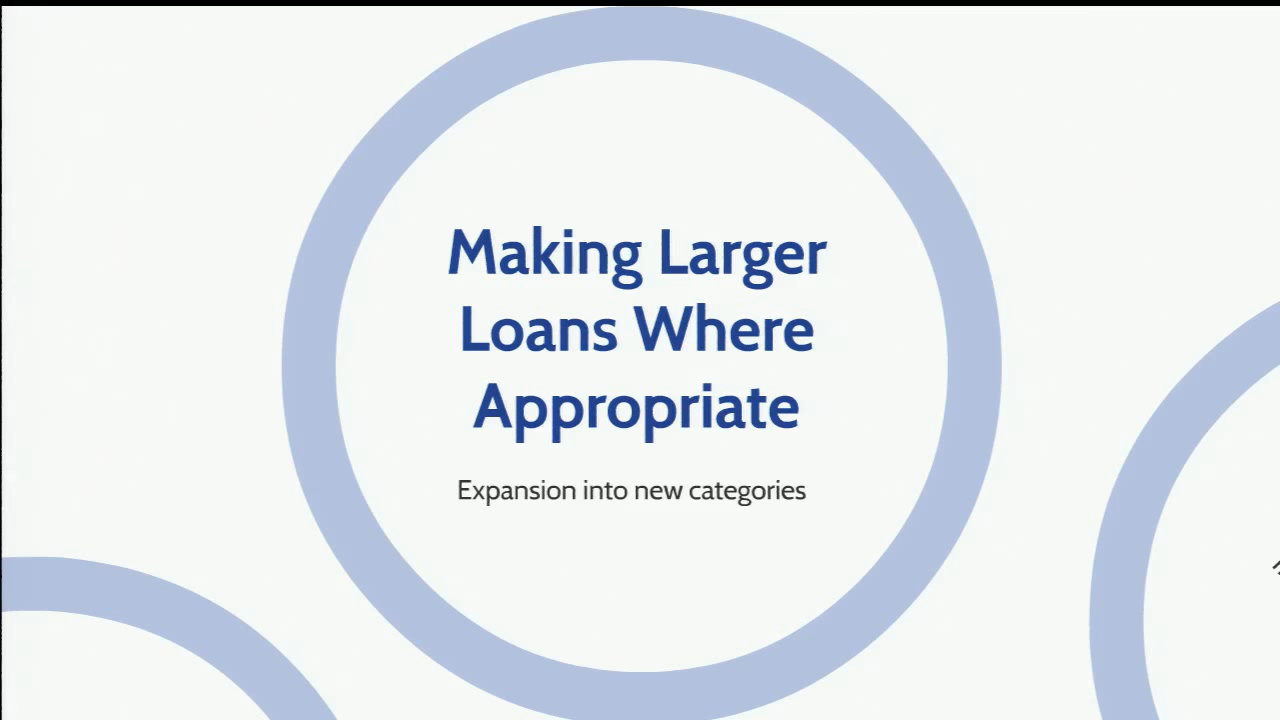 Making Larger
Loans Where
Appropriate
Expansion into new categories